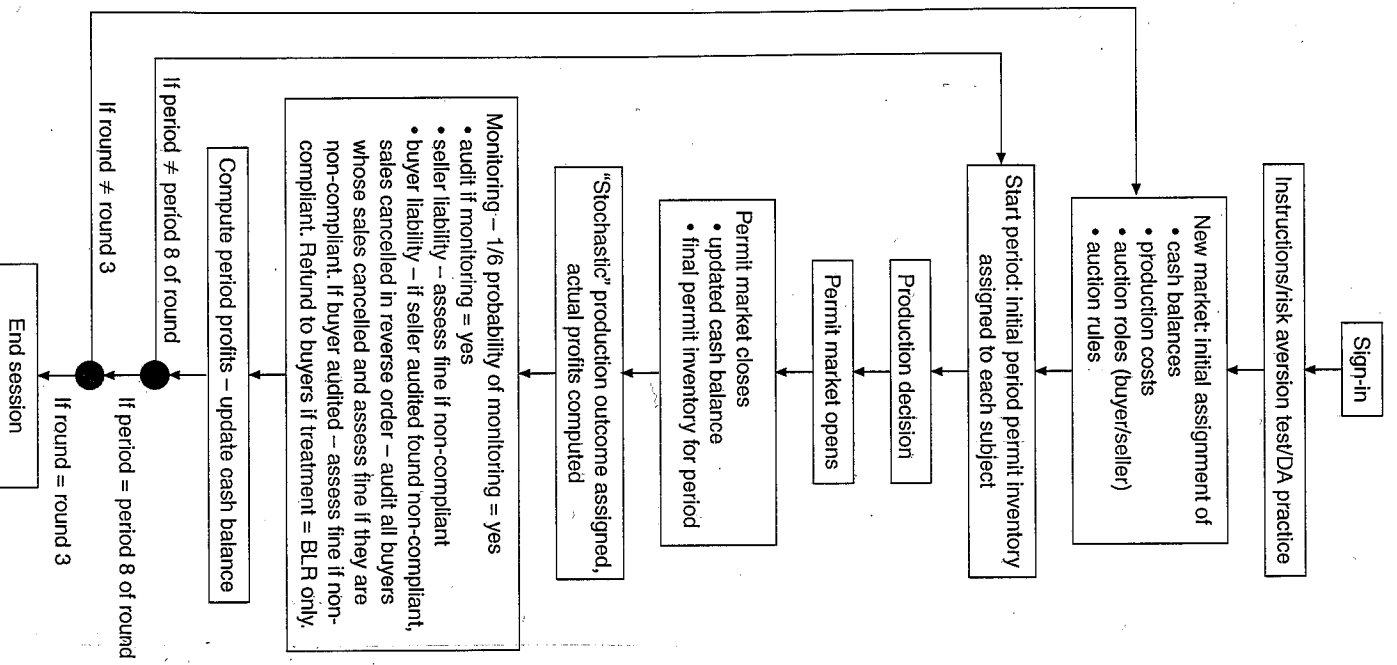 Sign-in
Instructions/risk aversion test/DA practice
New market: initial assignment of
• cash balances
• production costs
• auction roles (buyer/seller)
• auction rules
Start period: initial period permit inventory
assigned to each subject
Production decision
Permit market opens
Permit market closes
• updated cash balance
• final permit inventory for period
“Stochastic” production outcome assigned,
actual profits computed
Monitoring – 1/6 probability of monitoring = yes
• audit if monitoring = yes
• seller liability – assess fine if non-compliant
• buyer liability – if seller audited found non-compliant,
sales cancelled in reverse order – audit all buyers
whose sales cancelled and assess fine if they are
non-compliant. If buyer audited – assess fine if non-
compliant. Refund to buyers if treatment = BLR only.
Compute period profits – update cash balance
If period ≠ period 8 of round
If period = period 8 of round
If round ≠ round 3
If round = round 3
End session